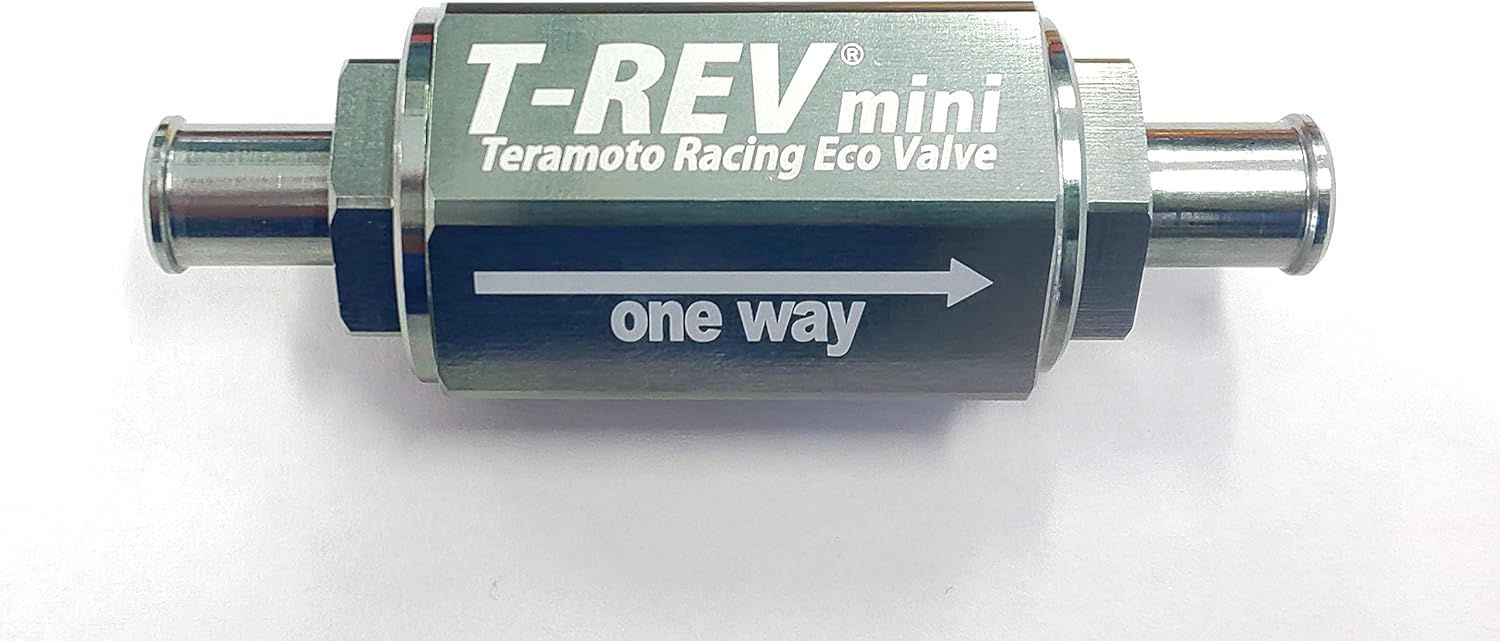 T-REV® mini
Teramoto Racing Eco Valve
one way